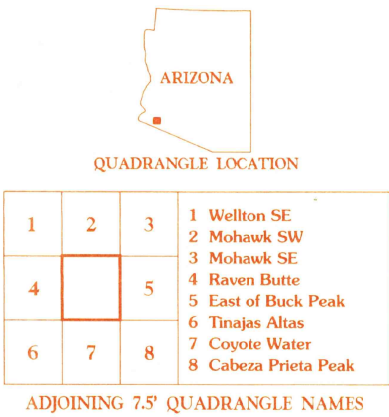 ARIZONA
QUADRANGLE LOCATION
1 2 3
4 5
6 7 8
1 Wellton SE
2 Mohawk SW
3 Mohawk SE
4 Raven Butte
5 East of Buck Peak
6 Tinajas Altas
7 Coyote Water
8 Cabeza Prieta Peak
ADJOINING 7.5' QUADRANGLE NAMES